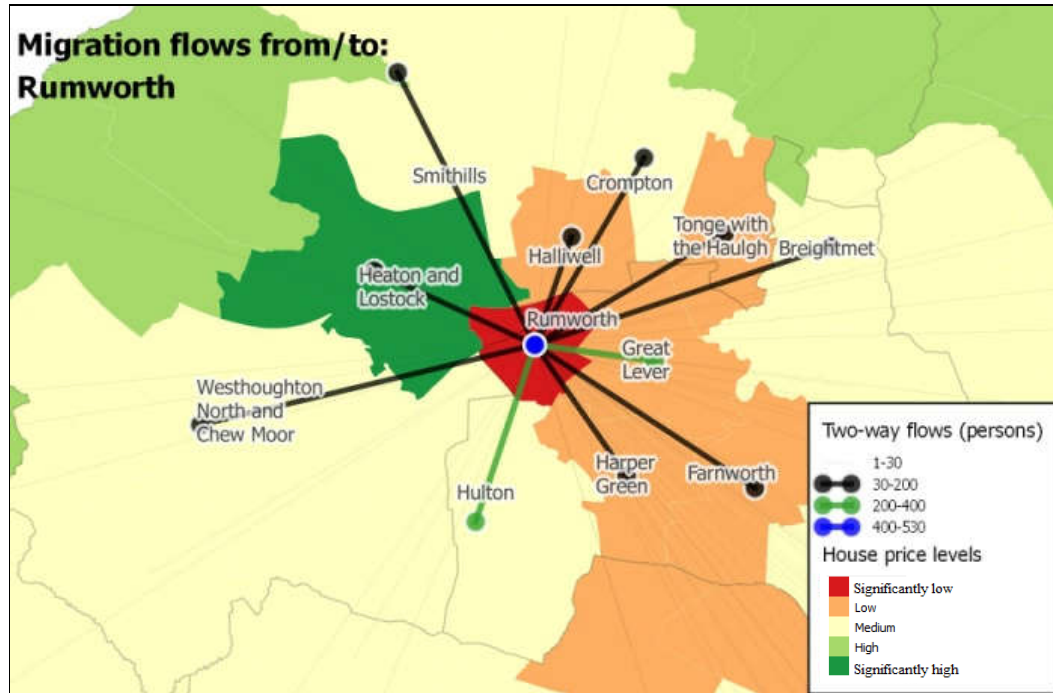 Migration flows from/to:
Rumworth
Smithills
Crompton
Tonge with
the Haulgh
Breightmet
Halliwell
Heaton and
Lostock
Rumworth
Great
Lever
Westhoughton
North and
Chew Moor
Harper
Green
Farnworth
Hulton
Two-way flows (persons)
1-30
30-200
200-400
400-530
House price levels
Significantly low
Low
Medium
High
Significantly high